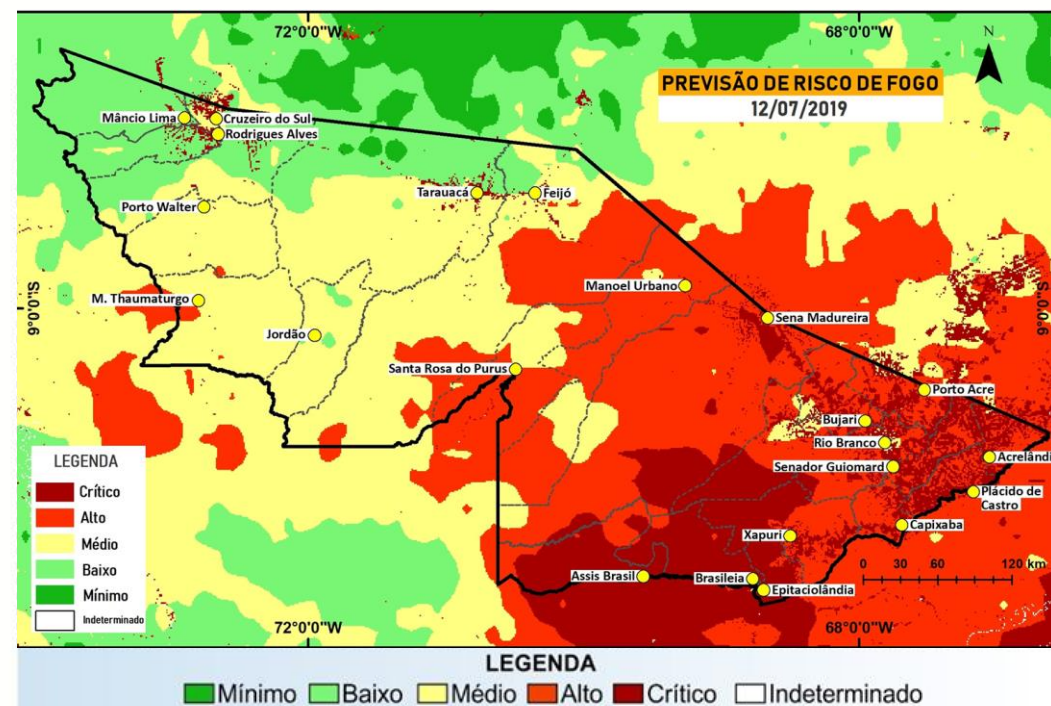 72°0'0"W
68°0'0"W
N
PREVISÃO DE RISCO DE FOGO
12/07/2019
Mâncio Lima
Cruzeiro do Sul
Rodrigues Alves
Tarauacá
Feijó
Porto Walter
Manoel Urbano
M. Thaumaturgo
9°0'0"S
9°0'0"S
Sena Madureira
Jordão
Santa Rosa do Purus
Porto Acre
Bujari
Rio Branco
Acrelândi
Senador Guiomard
Plácido de
Castro
Capixaba
Xapuri
Assis Brasil
Brasileia
Epitaciolândia
0 30 60 90 120
km
LEGENDA
Crítico
Alto
Médio
Baixo
Mínimo
Indeterminado
72°0'0"W
68°0'0"W
LEGENDA
Mínimo Baixo Médio Alto Crítico Indeterminado